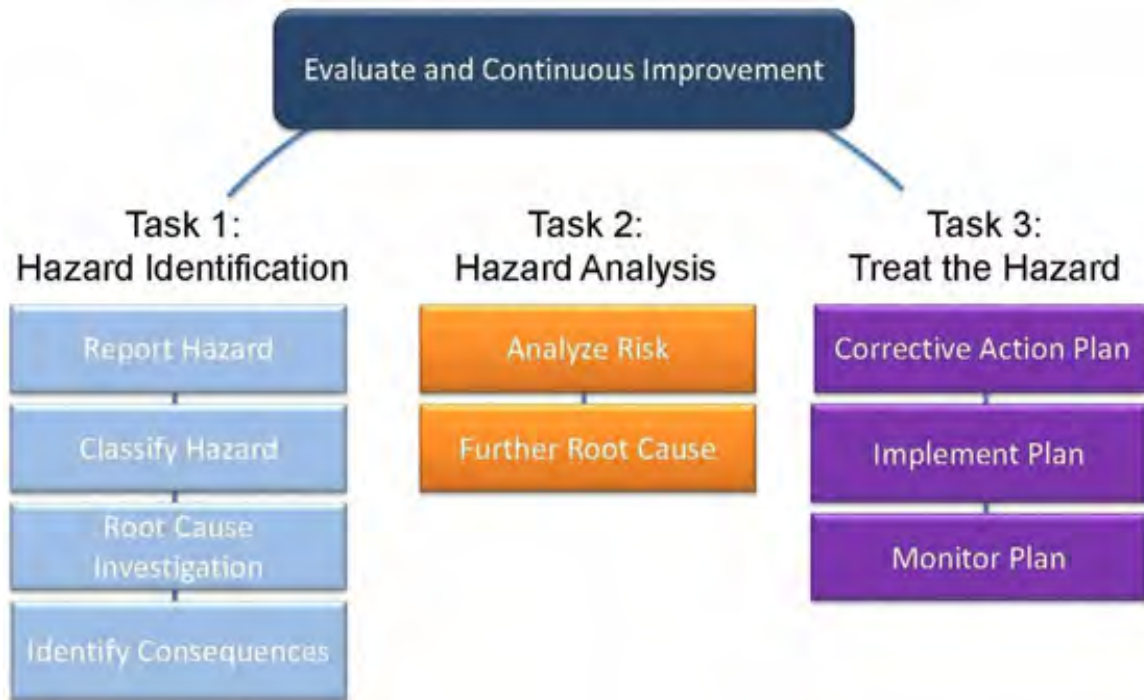 Evaluate and Continuous Improvement
Task 1:
Hazard Identification
Report Hazard
Classify Hazard
Root Cause
Investigation
Identify Consequences
Task 2:
Hazard Analysis
Analyze Risk
Further Root Cause
Task 3:
Treat the Hazard
Corrective Action Plan
Implement Plan
Monitor Plan